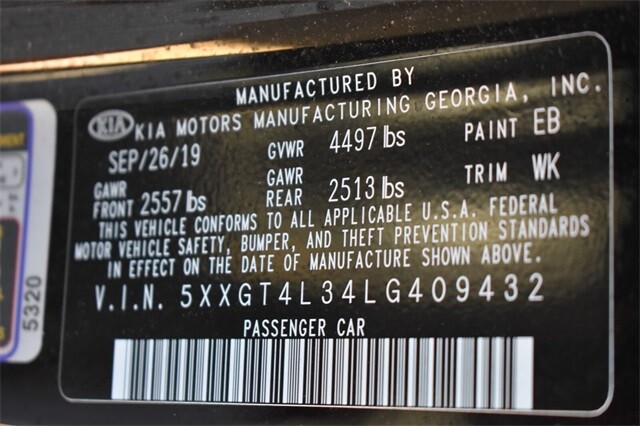 MANUFACTURED BY
KIA KIA MOTORS MANUFACTURING GEORGIA, INC.
SEP/26/19 GVWR 4497 lbs PAINT EB
GAWR FRONT 2557 lbs GAWR REAR 2513 lbs TRIM WK
THIS VEHICLE CONFORMS TO ALL APPLICABLE U.S.A. FEDERAL
MOTOR VEHICLE SAFETY, BUMPER, AND THEFT PREVENTION STANDARDS
IN EFFECT ON THE DATE OF MANUFACTURE SHOWN ABOVE.
V.I.N. 5XXGT4L34LG409432
PASSENGER CAR
5320